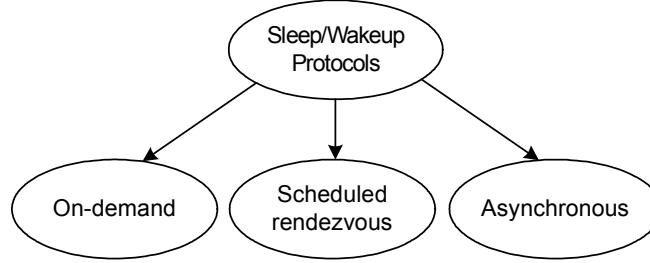 Sleep/Wakeup
Protocols
On-demand
Scheduled
rendezvous
Asynchronous